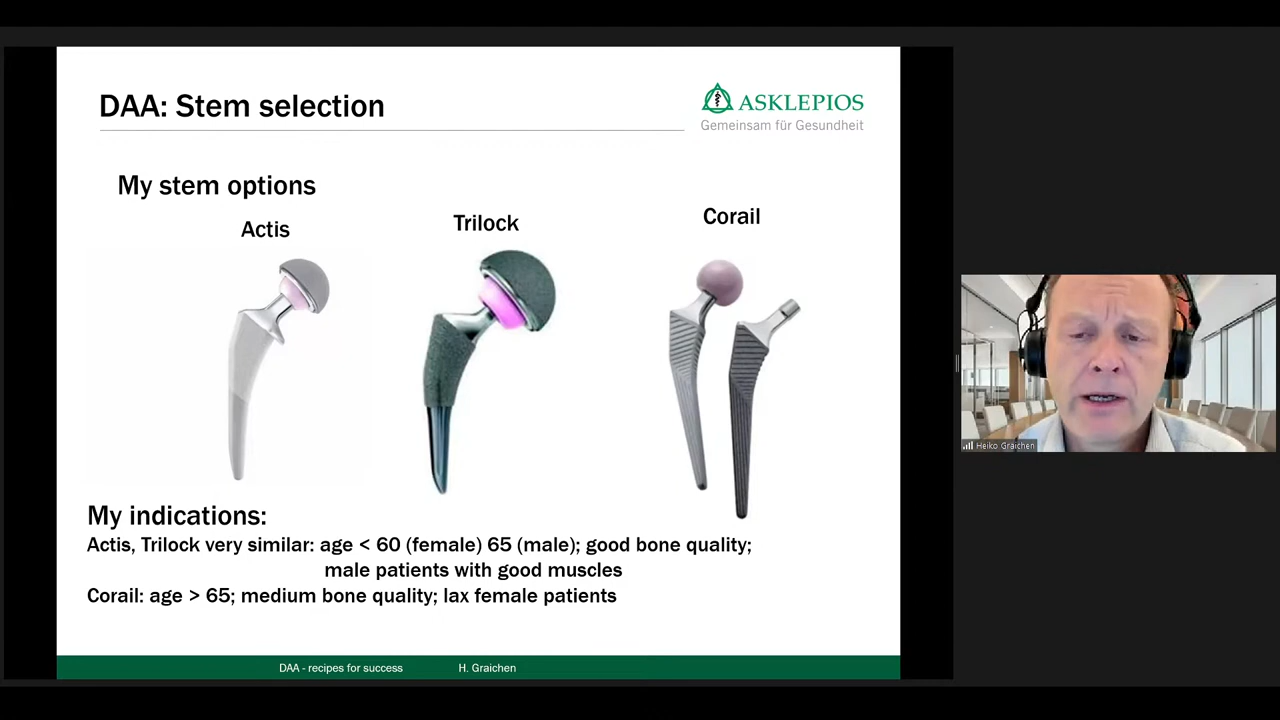 DAA: Stem selection
ASKLEPIOS
Gemeinsam für Gesundheit
My stem options
Actis
Trilock
Corail
My indications:
Actis, Trilock very similar: age < 60 (female) 65 (male); good bone quality;
male patients with good muscles
Corail: age > 65; medium bone quality; lax female patients
DAA - recipes for success H. Graichen
Heiko Graichen